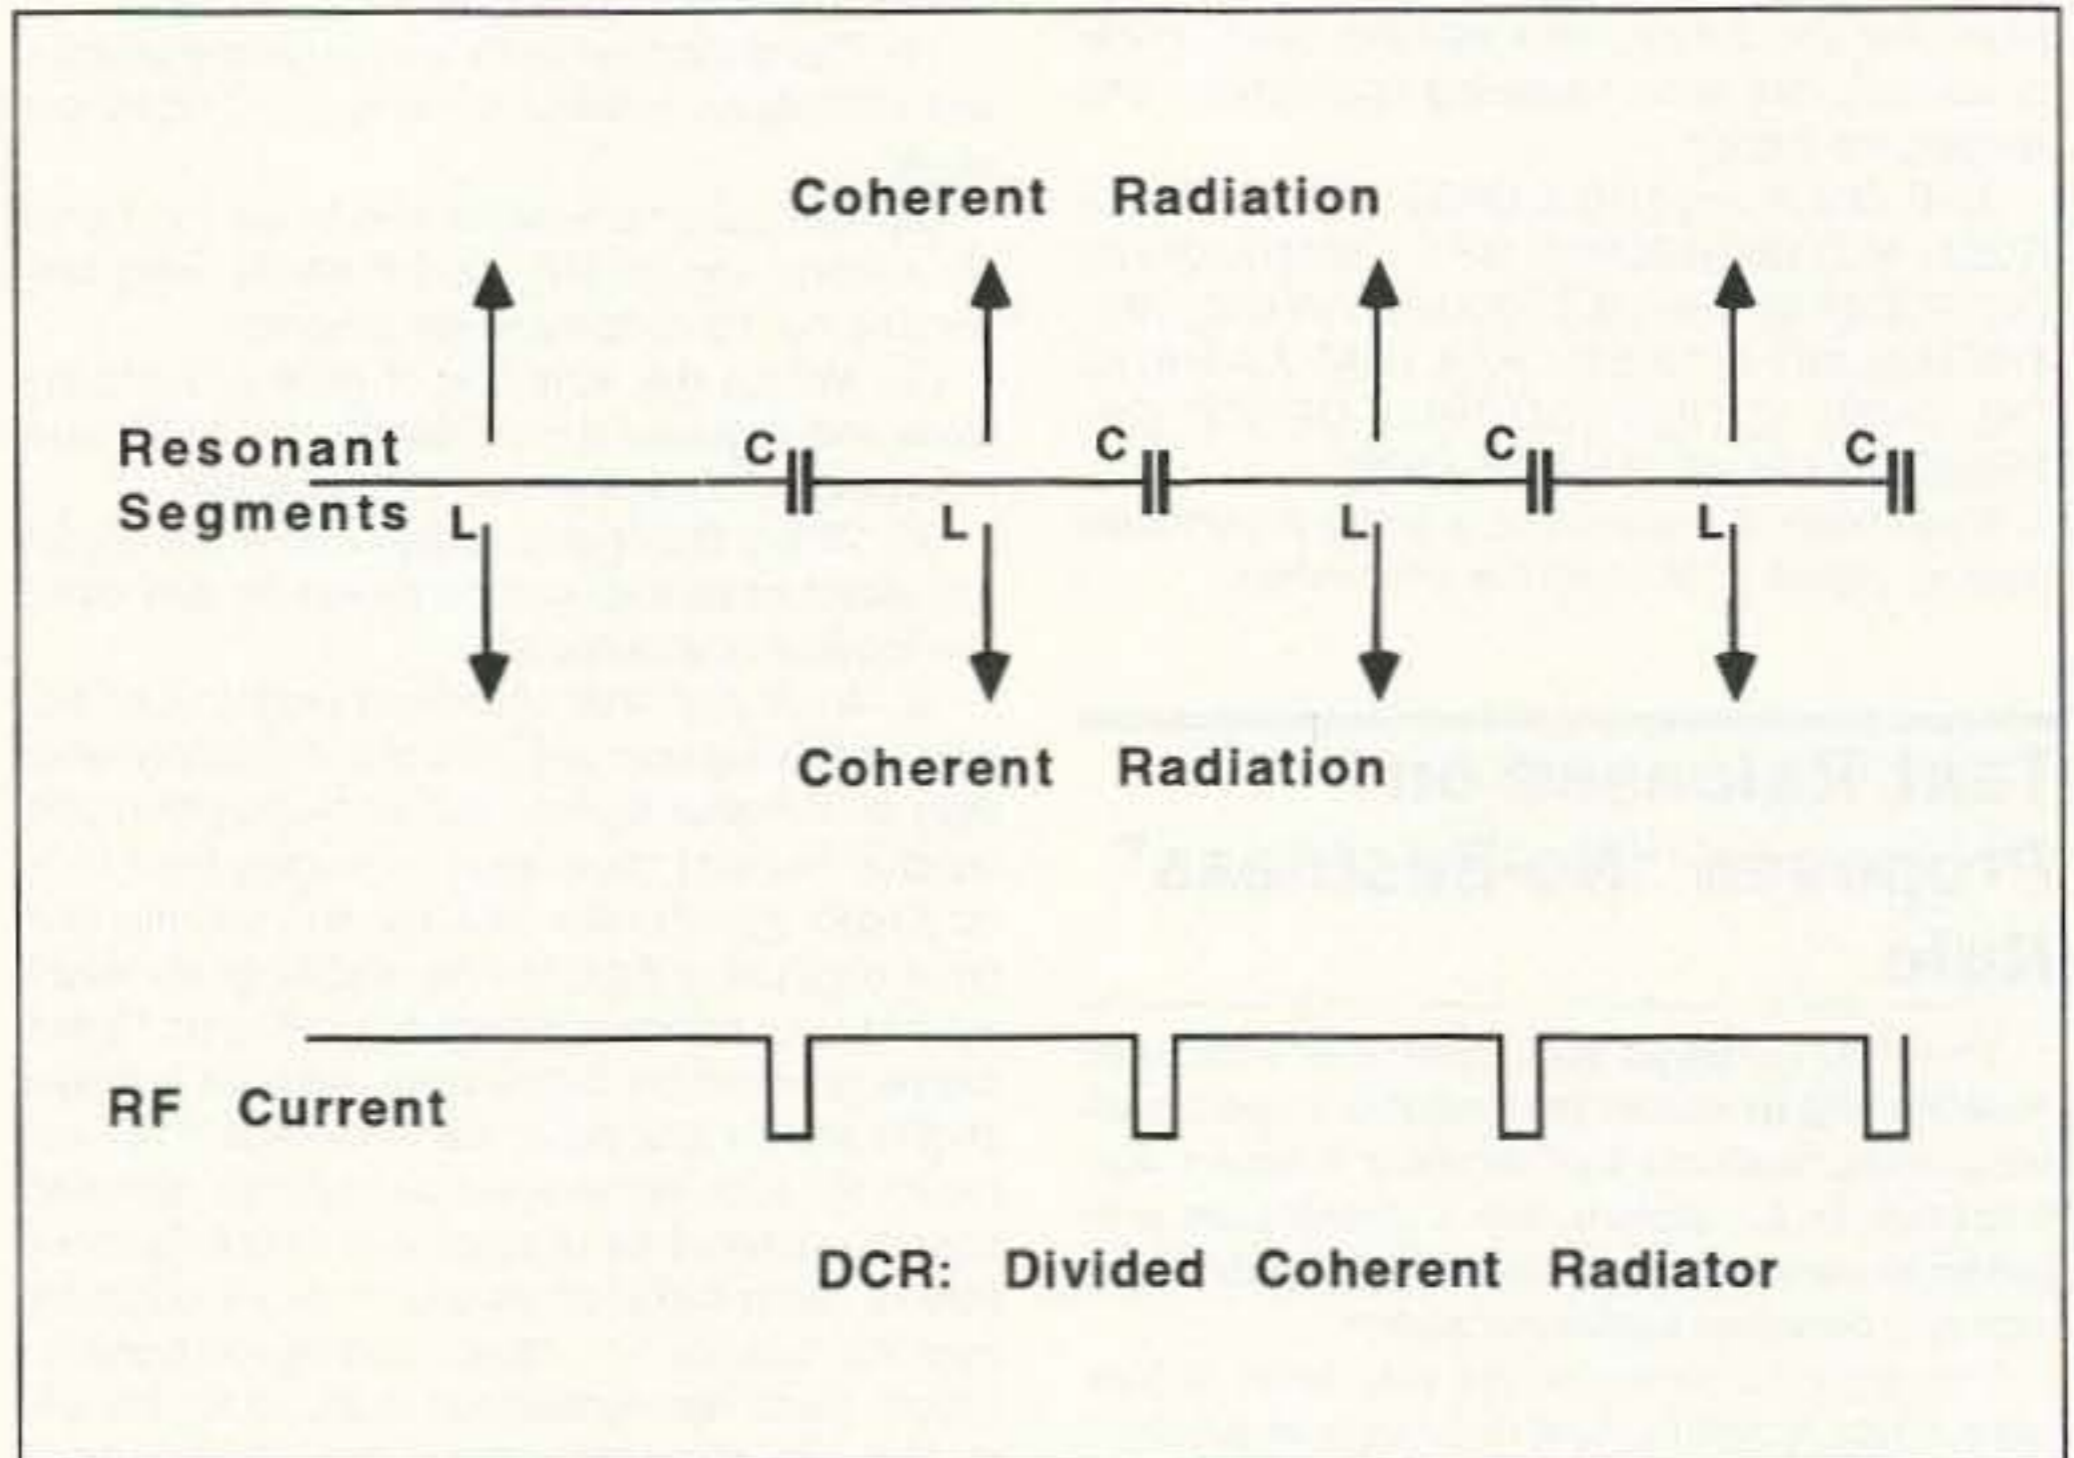 Coherent Radiation
Resonant
Segments
C C C C
L L L L
Coherent Radiation
RF Current
DCR: Divided Coherent Radiator